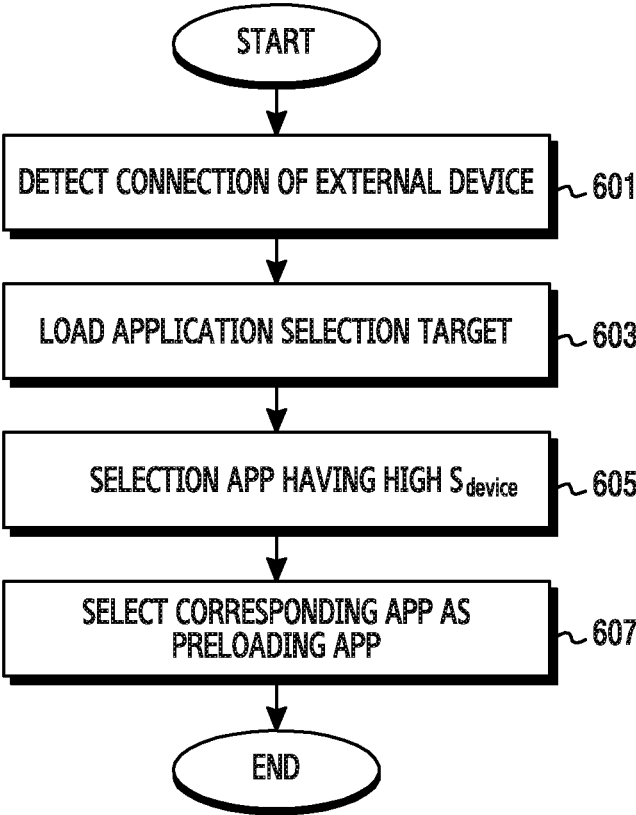 START
DETECT CONNECTION OF EXTERNAL DEVICE
601
LOAD APPLICATION SELECTION TARGET
603
SELECTION APP HAVING HIGH Sdevice
605
SELECT CORRESPONDING APP AS
PRELOADING APP
607
END